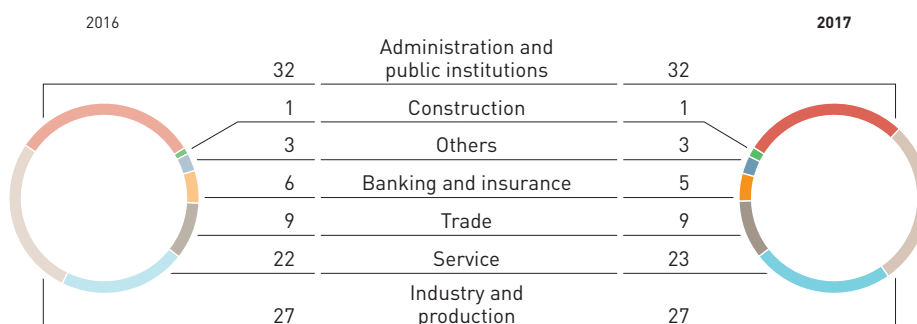 2016 2017
Administration and
32 public institutions 32
1 Construction 1
3 Others 3
6 Banking and insurance 5
9 Trade 9
22 Service 23
Industry and
27 production 27